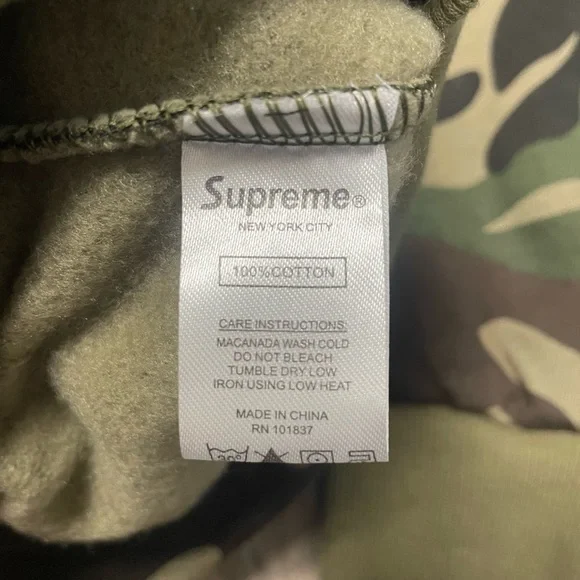 Supreme®
NEW YORK CITY
100%COTTON
CARE INSTRUCTIONS:
MACANADA WASH COLD
DO NOT BLEACH
TUMBLE DRY LOW
IRON USING LOW HEAT
MADE IN CHINA
RN 101837
30°